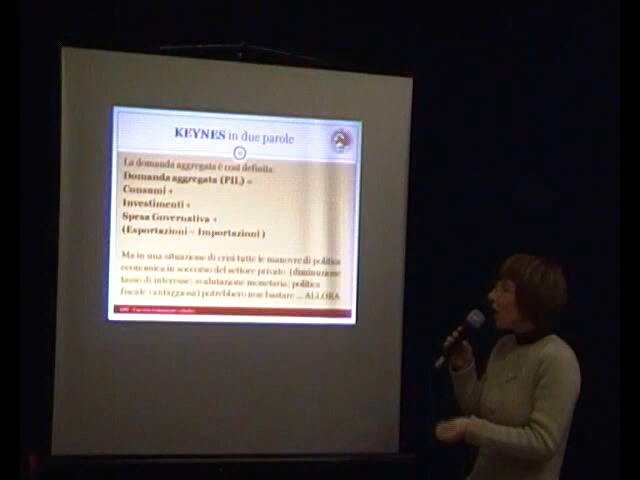 KEYNES in due parole
La domanda aggregata è così definita:
Domanda aggregata (PIL) =
Consumi +
Investimenti +
Spesa Governativa +
(Esportazioni – Importazioni)
Ma in una situazione di crisi tutte le manovre di politica
economica in soccorso del settore privato (diminuzione
tasso di interesse; svalutazione monetaria; politica
fiscale vantaggiosa) potrebbero non bastare ... ALLORA